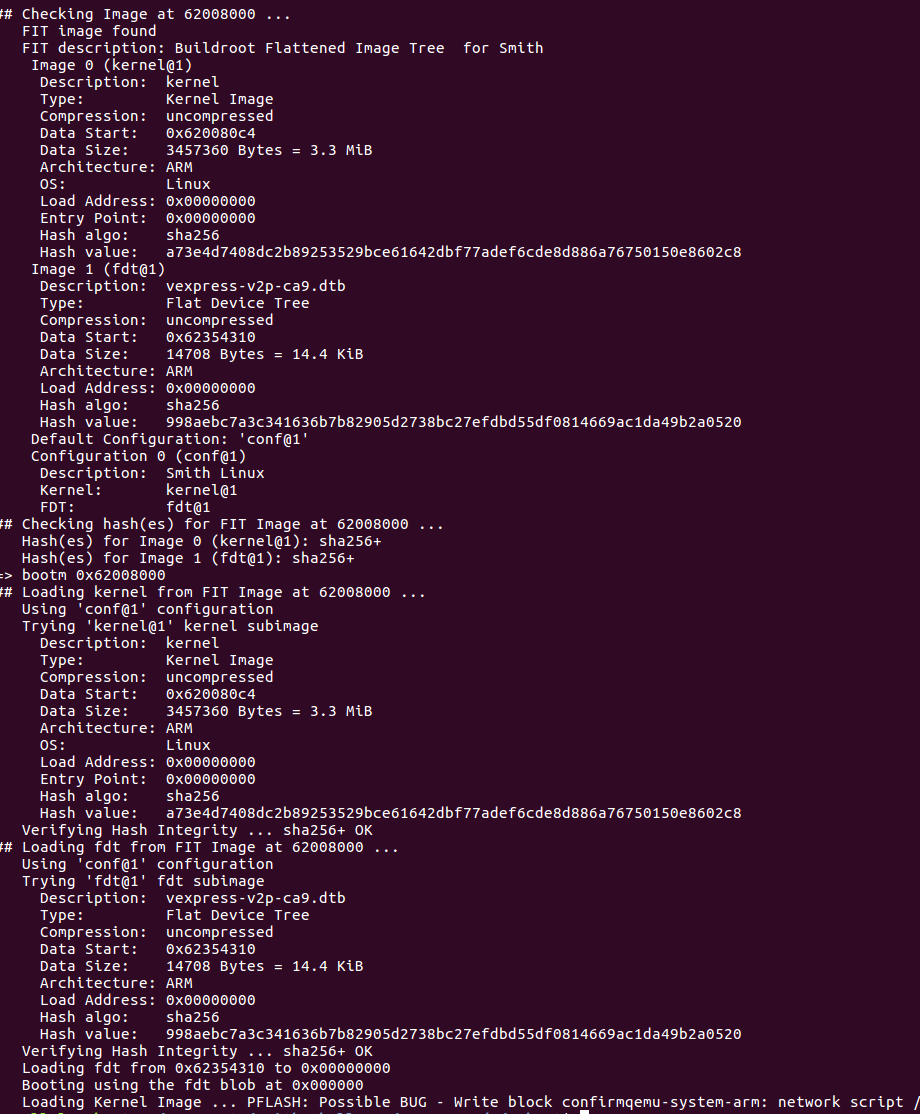 ## Checking Image at 62008000 ...
FIT image found
FIT description: Buildroot Flattened Image Tree  for Smith
Image 0 (kernel@1)
Description:  kernel
Type:         Kernel Image
Compression:  uncompressed
Data Start:   0x620080c4
Data Size:    3457360 Bytes = 3.3 MiB
Architecture: ARM
OS:           Linux
Load Address: 0x00000000
Entry Point:  0x00000000
Hash algo:    sha256
Hash value:   a73e4d7408dc2b89253529bce61642dbf77adef6cde8d886a76750150e8602c8
Image 1 (fdt@1)
Description:  vexpress-v2p-ca9.dtb
Type:         Flat Device Tree
Compression:  uncompressed
Data Start:   0x62354310
Data Size:    14708 Bytes = 14.4 KiB
Architecture: ARM
Load Address: 0x00000000
Hash algo:    sha256
Hash value:   998aebc7a3c341636b7b82905d2738bc27efdbd55df0814669ac1da49b2a0520
Default Configuration: 'conf@1'
Configuration 0 (conf@1)
Description:  Smith Linux
Kernel:       kernel@1
FDT:          fdt@1
## Checking hash(es) for FIT Image at 62008000 ...
Hash(es) for Image 0 (kernel@1): sha256+
Hash(es) for Image 1 (fdt@1): sha256+
=> bootm 0x62008000
## Loading kernel from FIT Image at 62008000 ...
Using 'conf@1' configuration
Trying 'kernel@1' kernel subimage
Description:  kernel
Type:         Kernel Image
Compression:  uncompressed
Data Start:   0x620080c4
Data Size:    3457360 Bytes = 3.3 MiB
Architecture: ARM
OS:           Linux
Load Address: 0x00000000
Entry Point:  0x00000000
Hash algo:    sha256
Hash value:   a73e4d7408dc2b89253529bce61642dbf77adef6cde8d886a76750150e8602c8
Verifying Hash Integrity ... sha256+ OK
## Loading fdt from FIT Image at 62008000 ...
Using 'conf@1' configuration
Trying 'fdt@1' fdt subimage
Description:  vexpress-v2p-ca9.dtb
Type:         Flat Device Tree
Compression:  uncompressed
Data Start:   0x62354310
Data Size:    14708 Bytes = 14.4 KiB
Architecture: ARM
Load Address: 0x00000000
Hash algo:    sha256
Hash value:   998aebc7a3c341636b7b82905d2738bc27efdbd55df0814669ac1da49b2a0520
Verifying Hash Integrity ... sha256+ OK
Loading fdt from 0x62354310 to 0x00000000
Booting using the fdt blob at 0x000000
Loading Kernel Image ... PFLASH: Possible BUG - Write block confirmqemu-system-arm: network script /